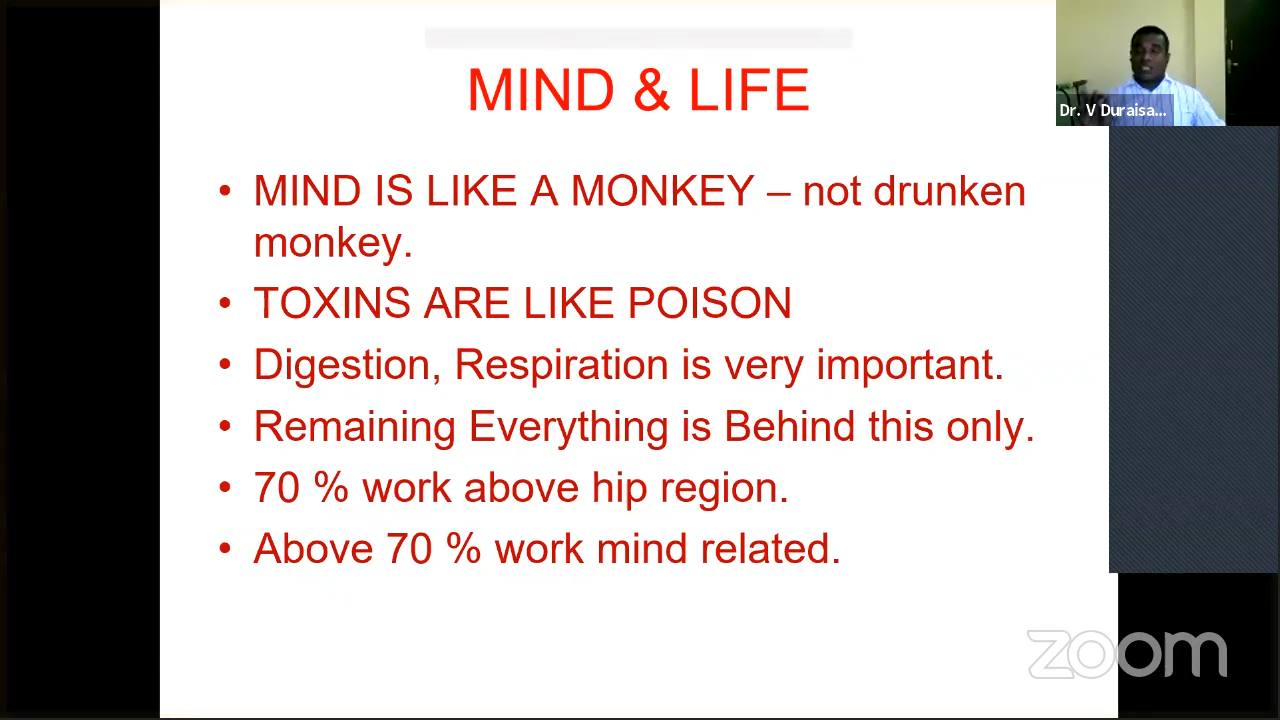 MIND & LIFE
Dr. V Duraisa...
• MIND IS LIKE A MONKEY – not drunken
monkey.
• TOXINS ARE LIKE POISON
• Digestion, Respiration is very important.
• Remaining Everything is Behind this only.
• 70 % work above hip region.
• Above 70 % work mind related.
zoom